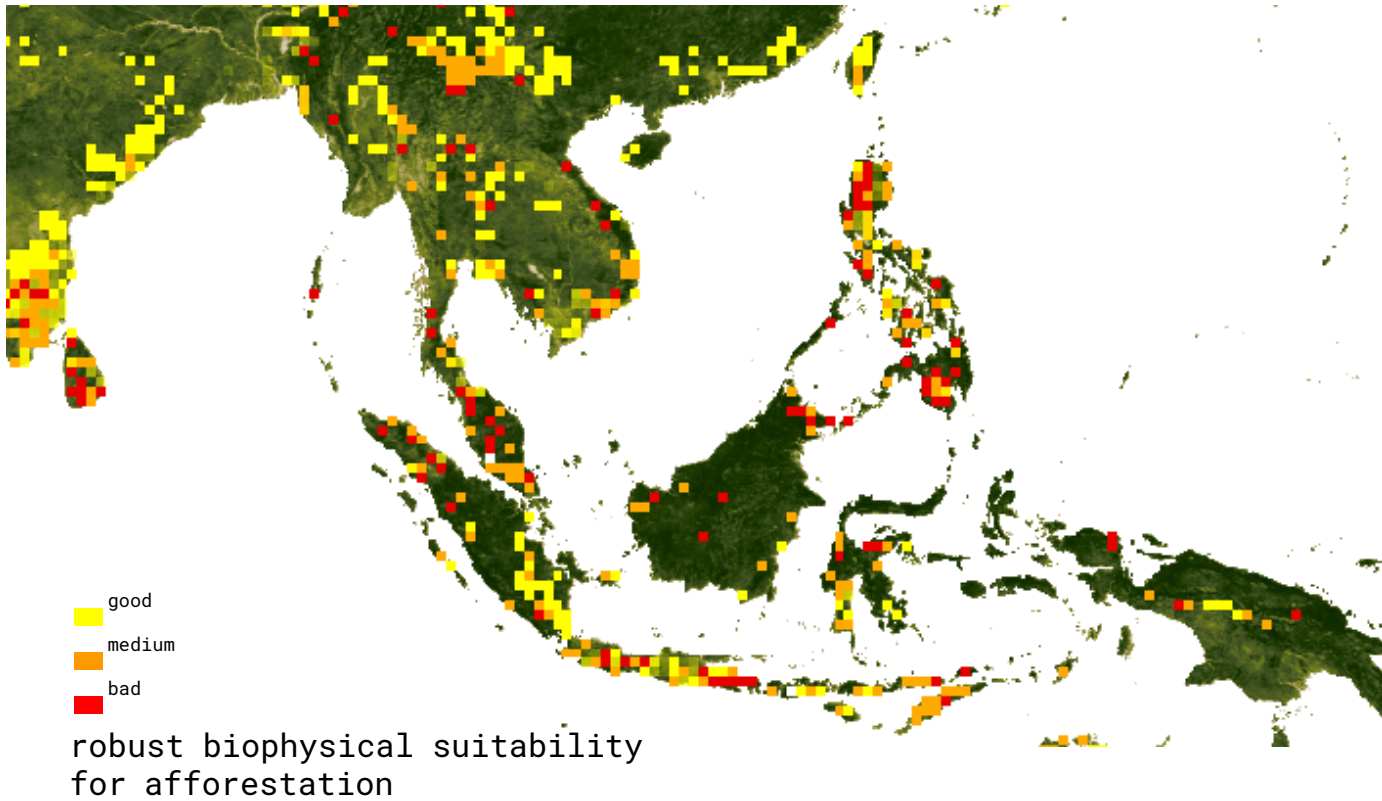 good
medium
bad
robust biophysical suitability
for afforestation